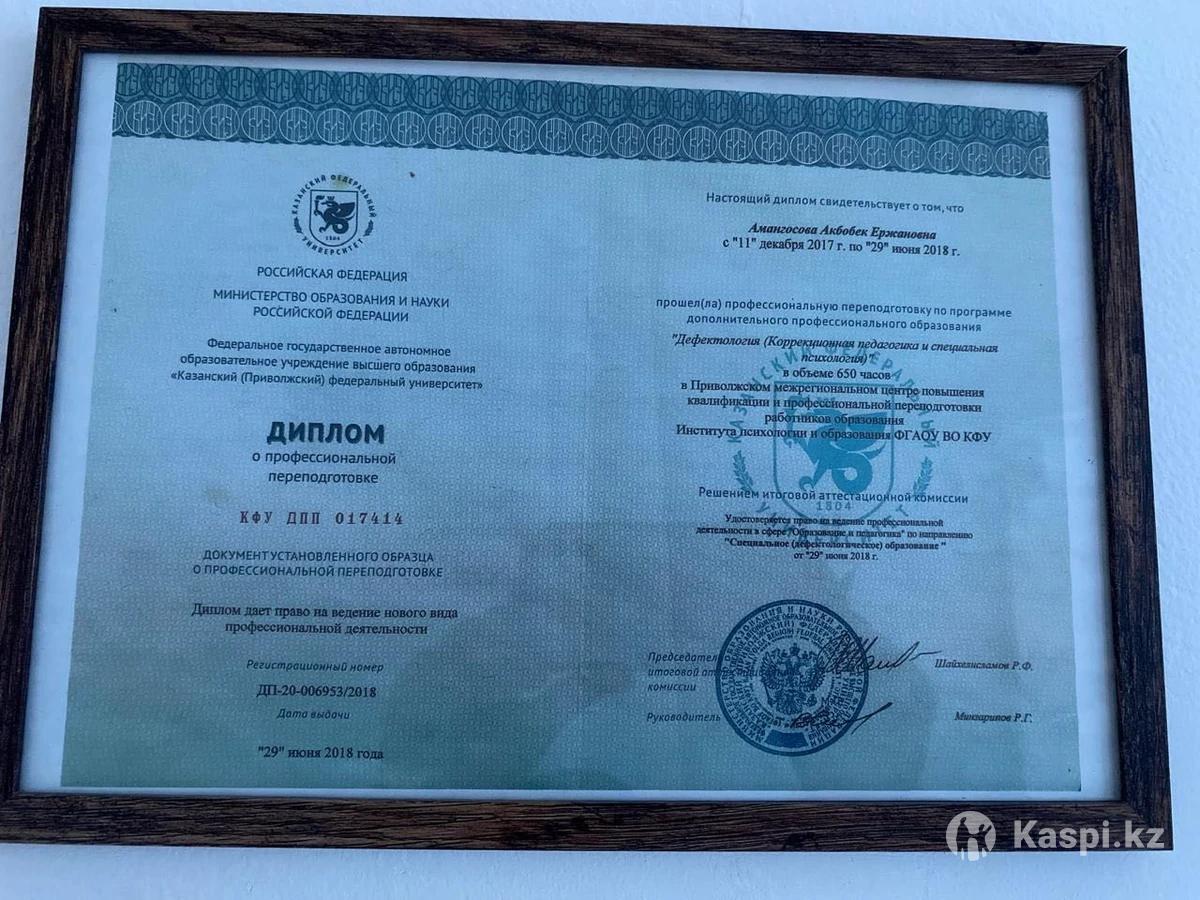 КАЗАНСКИЙ ФЕДЕРАЛЬНЫЙ
УНИВЕРСИТЕТ
1804
РОССИЙСКАЯ ФЕДЕРАЦИЯ
МИНИСТЕРСТВО ОБРАЗОВАНИЯ И НАУКИ
РОССИЙСКОЙ ФЕДЕРАЦИИ
Федеральное государственное автономное
образовательное учреждение высшего образования
«Казанский (Приволжский) федеральный университет»
ДИПЛОМ
о профессиональной
переподготовке
КФУ ДПП 017414
ДОКУМЕНТ УСТАНОВЛЕННОГО ОБРАЗЦА
О ПРОФЕССИОНАЛЬНОЙ ПЕРЕПОДГОТОВКЕ
Диплом дает право на ведение нового вида
профессиональной деятельности
Регистрационный номер
ДП-20-006953/2018
Дата выдачи
"29" июня 2018 года
Настоящий диплом свидетельствует о том, что
Амангосова Акбобек Ержановна
с "11" декабря 2017 г. по "29" июня 2018 г.
прошел(ла) профессиональную переподготовку по программе
дополнительного профессионального образования
"Дефектология (Коррекционная педагогика и специальная
психология)"
в объеме 650 часов
в Приволжском межрегиональном центре повышения
квалификации и профессиональной переподготовки
работников образования
Института психологии и образования ФГАОУ ВО КФУ
КАЗАНСКИЙ ФЕДЕРАЛЬНЫЙ
УНИВЕРСИТЕТ
1804
Решением итоговой аттестационной комиссии
Удостоверяется право на ведение профессиональной
деятельности в сфере "Образование и педагогика" по направлению
"Специальное (дефектологическое) образование "
от "29" июня 2018 г.
Председатель
итоговой
комиссии
Шайхелисламов Р.Ф.
Руководитель
Минзарипов Р.Г.
Kaspi.kz